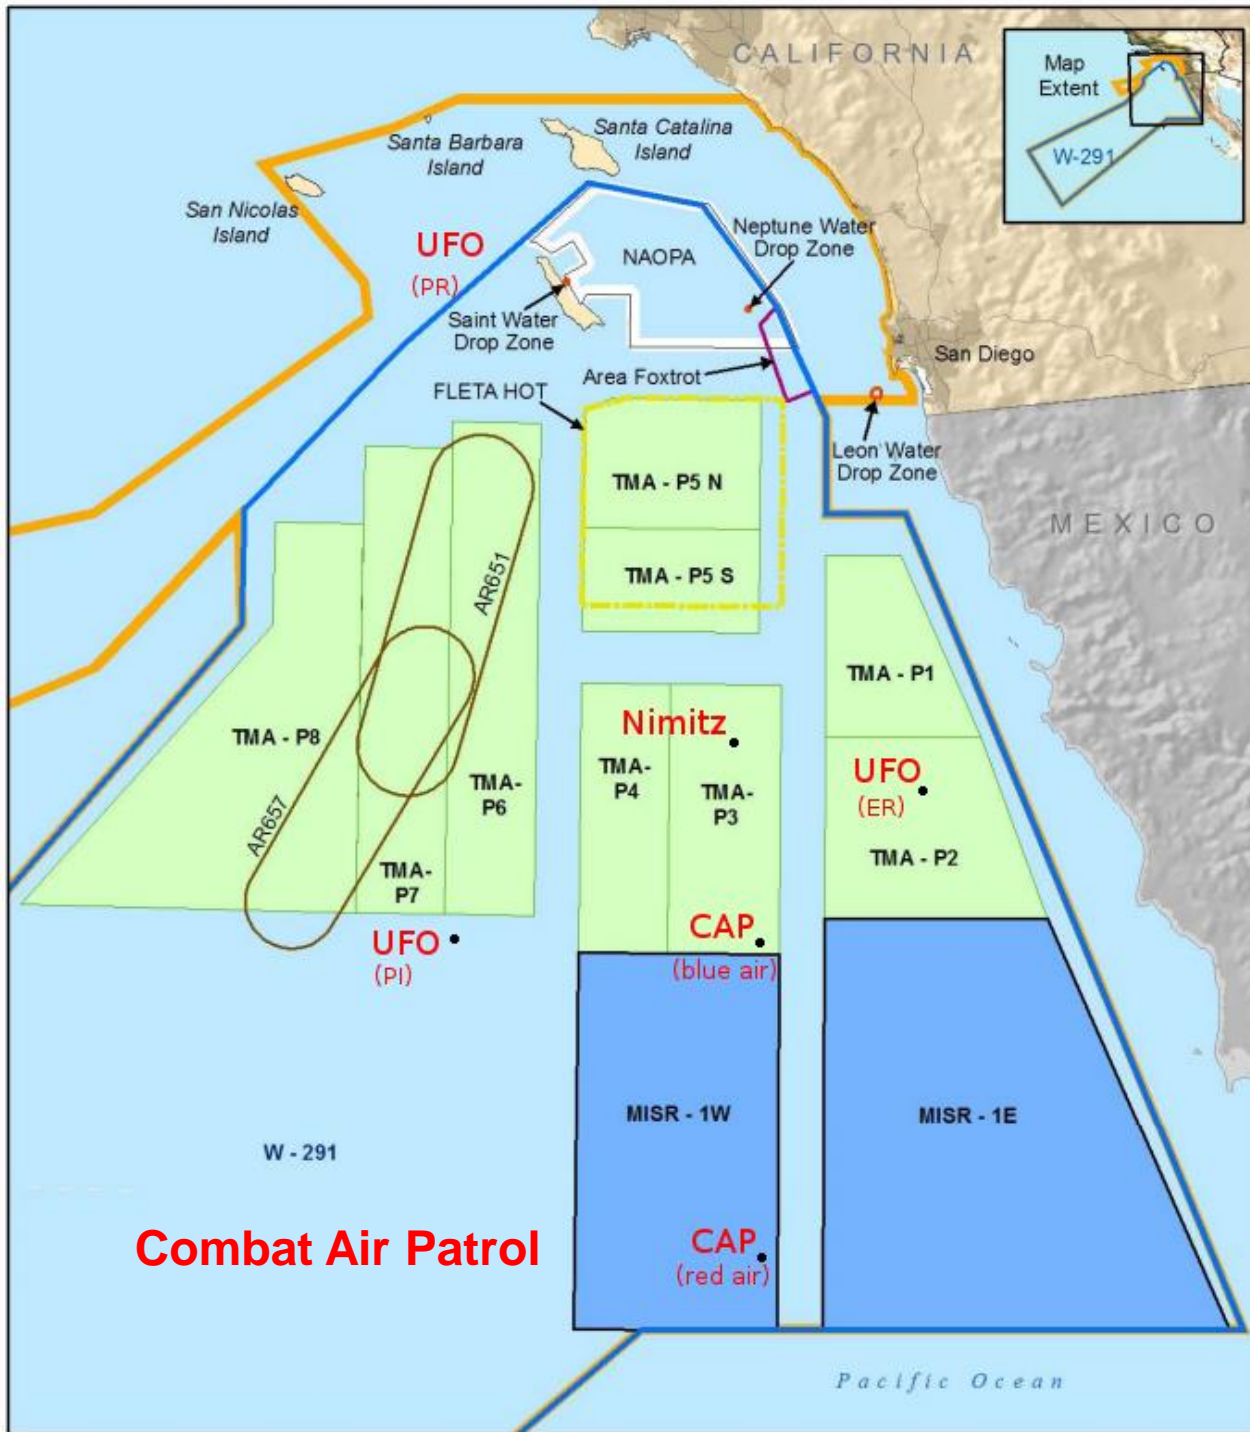 CALIFORNIA
Map
Extent
W-291
Santa Catalina
Island
Santa Barbara
Island
San Nicolas
Island
UFO
(PR)
NAOPA
Neptune Water
Drop Zone
Saint Water
Drop Zone
Area Foxtrot
San Diego
FLETA HOT
Leon Water
Drop Zone
MEXICO
TMA - P5 N
TMA - P5 S
AR651
TMA - P1
Nimitz
TMA - P8
TMA-
P4
TMA-
P3
TMA-
P6
UFO
(ER)
AR657
TMA - P2
TMA-
P7
UFO
(PI)
CAP
(blue air)
MISR - 1W
MISR - 1E
W - 291
Combat Air Patrol
CAP
(red air)
Pacific Ocean